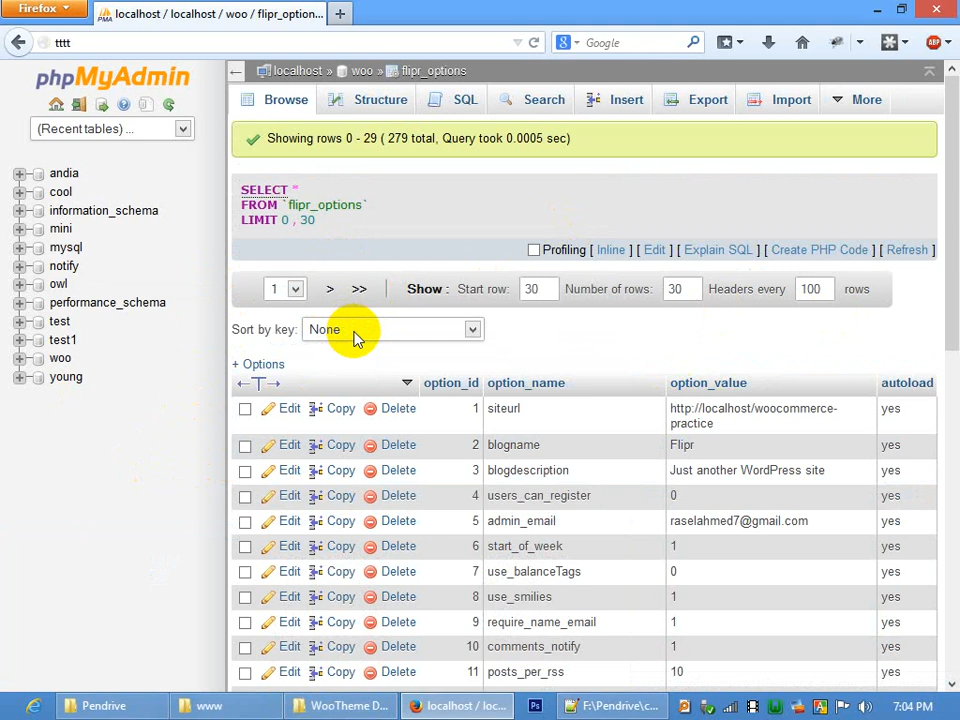 Firefox
localhost / localhost / woo / flipr_option...
tttt
Google
phpMyAdmin
(Recent tables) ...
andia
cool
information_schema
mini
mysql
notify
owl
performance_schema
test
test1
woo
young
localhost » woo » flipr_options
Browse Structure SQL Search Insert Export Import More
Showing rows 0 - 29 ( 279 total, Query took 0.0005 sec)
SELECT *
FROM `flipr_options`
LIMIT 0 , 30
Profiling [ Inline ] [ Edit ] [ Explain SQL ] [ Create PHP Code ] [ Refresh ]
1 > >> Show : Start row: 30 Number of rows: 30 Headers every 100 rows
Sort by key: None
+ Options
←T→ option_id option_name option_value autoload
Edit Copy Delete 1 siteurl http://localhost/woocommerce-
practice yes
Edit Copy Delete 2 blogname Flipr yes
Edit Copy Delete 3 blogdescription Just another WordPress site yes
Edit Copy Delete 4 users_can_register 0 yes
Edit Copy Delete 5 admin_email raselahmed7@gmail.com yes
Edit Copy Delete 6 start_of_week 1 yes
Edit Copy Delete 7 use_balanceTags 0 yes
Edit Copy Delete 8 use_smilies 1 yes
Edit Copy Delete 9 require_name_email 1 yes
Edit Copy Delete 10 comments_notify 1 yes
Edit Copy Delete 11 posts_per_rss 10 yes
Pendrive www WooTheme D... localhost / loc... Ps F:\Pendrive\c... 7:04 PM